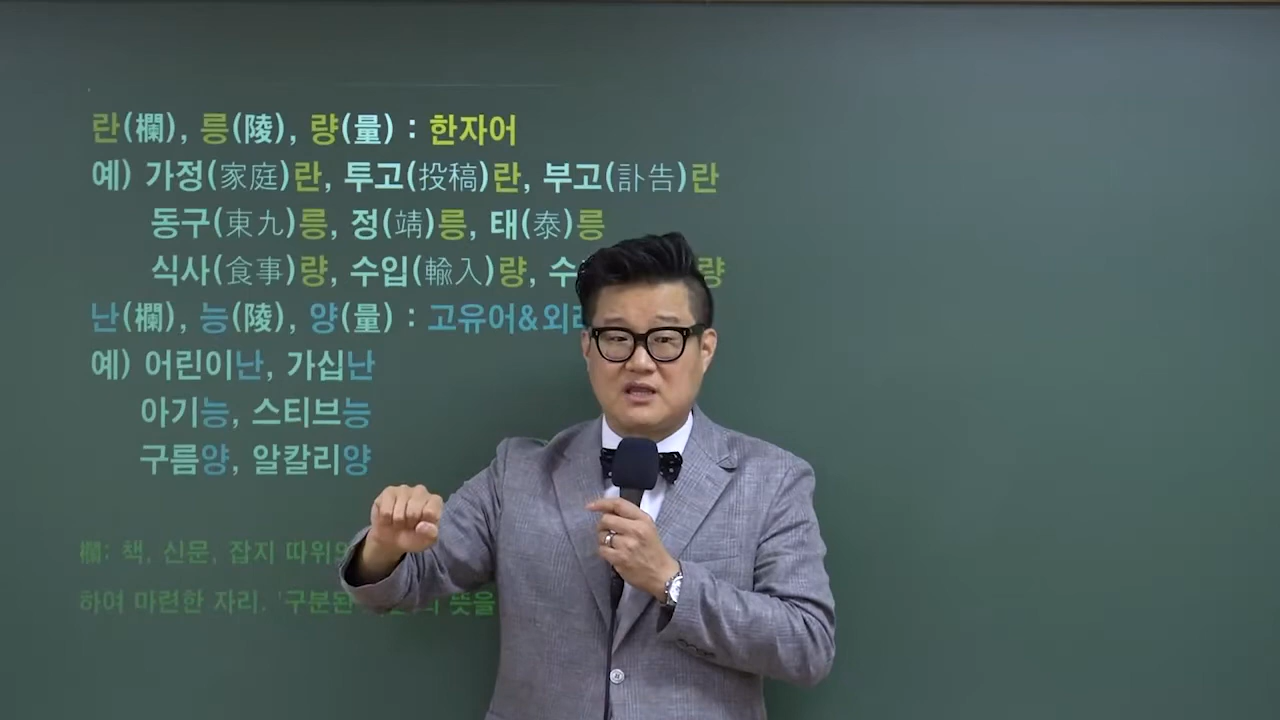 란(欄), 릉(陵), 량(量) : 한자어
예) 가정(家庭)란, 투고(投稿)란, 부고(訃告)란
동구(東九)릉, 정(靖)릉, 태(泰)릉
식사(食事)량, 수입(輸入)량, 량
난(欄), 능(陵), 양(量) : 고유어&외래
예) 어린이난, 가십난
아기능, 스티브능
구름양, 알칼리양
欄: 책, 신문, 잡지 따위의
하여 마련한 자리. '구분된 뜻을